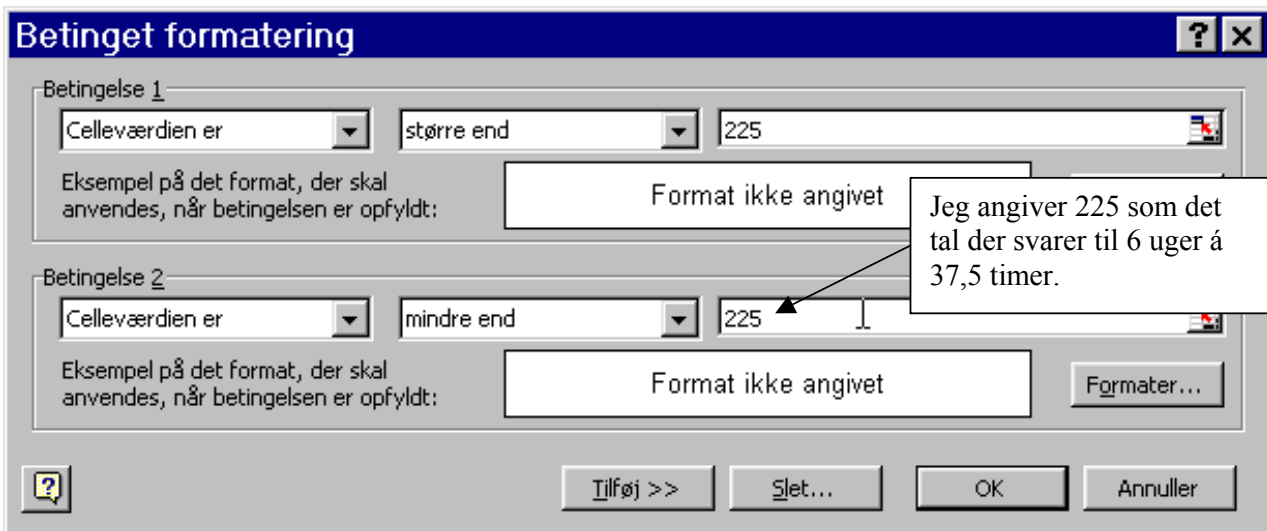 Betinget formatering
Betingelse 1
Celleværdien er
større end
225
Eksempel på det format, der skal
anvendes, når betingelsen er opfyldt:
Format ikke angivet
Jeg angiver 225 som det
tal der svarer til 6 uger á
37,5 timer.
Betingelse 2
Celleværdien er
mindre end
225
Eksempel på det format, der skal
anvendes, når betingelsen er opfyldt:
Format ikke angivet
Formater...
Tilføj >>
Slet...
OK
Annuller